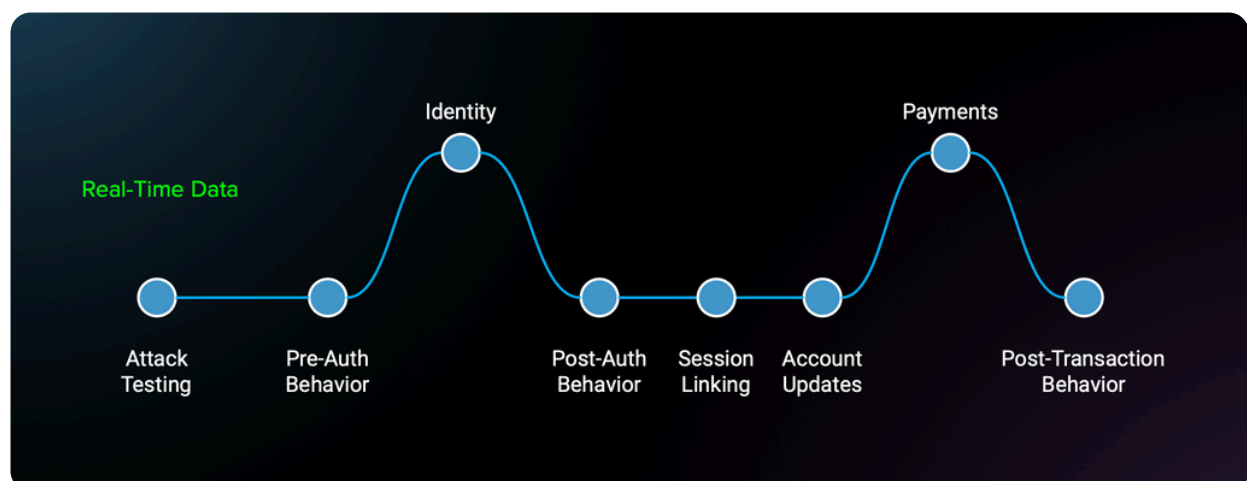 Identity
Payments
Real-Time Data
Attack
Testing
Pre-Auth
Behavior
Post-Auth
Behavior
Session
Linking
Account
Updates
Post-Transaction
Behavior